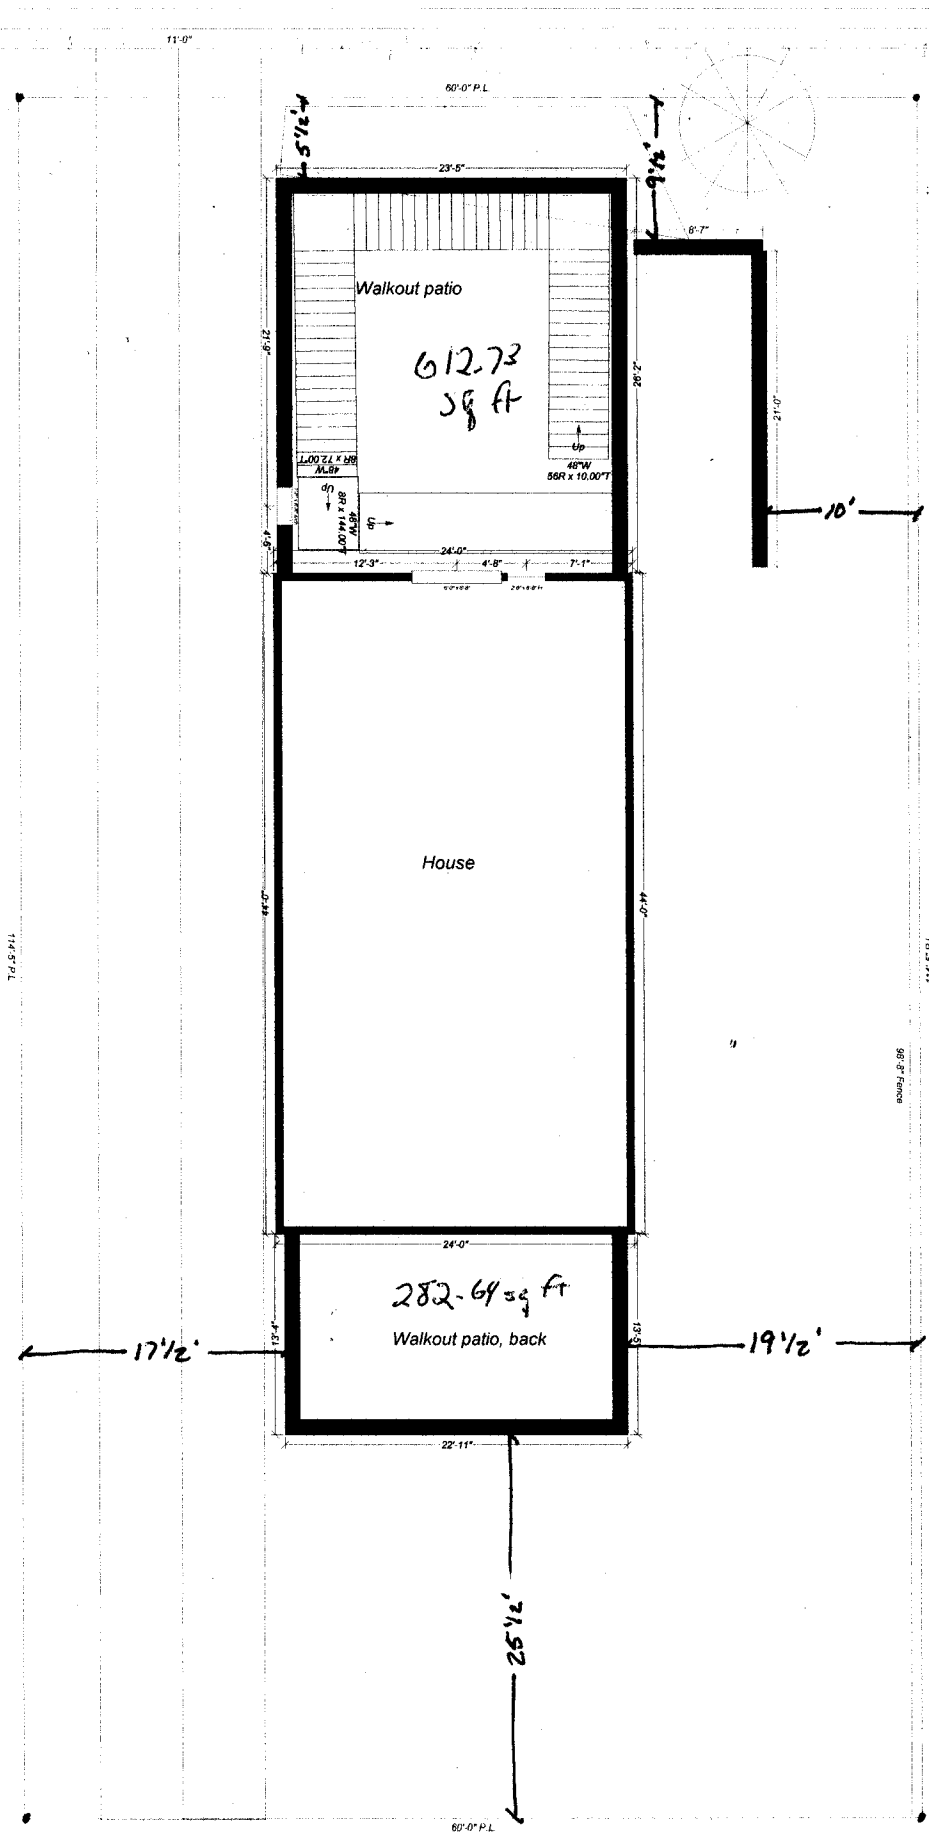 11'-0"
60'-0" P.L
5 1/2'
9 1/2'
23'-5"
8'-7"
Walkout patio
612.73
sq ft
21'-9"
26'-2"
21'-0"
Up
48"W
56R x 10.00"T
8R x 72.00"T
48"W
Up
48"W
8R x 144.00"T
Up
10'
4'-6"
24'-0"
12'-3"
4'-8"
7'-1"
House
44'-0"
44'-0"
114'-5" P.L
98'-8" Fence
24'-0"
282.64 sq ft
Walkout patio, back
13'-4"
13'-5"
17 1/2'
19 1/2'
22'-11"
25 1/2'
60'-0" P.L